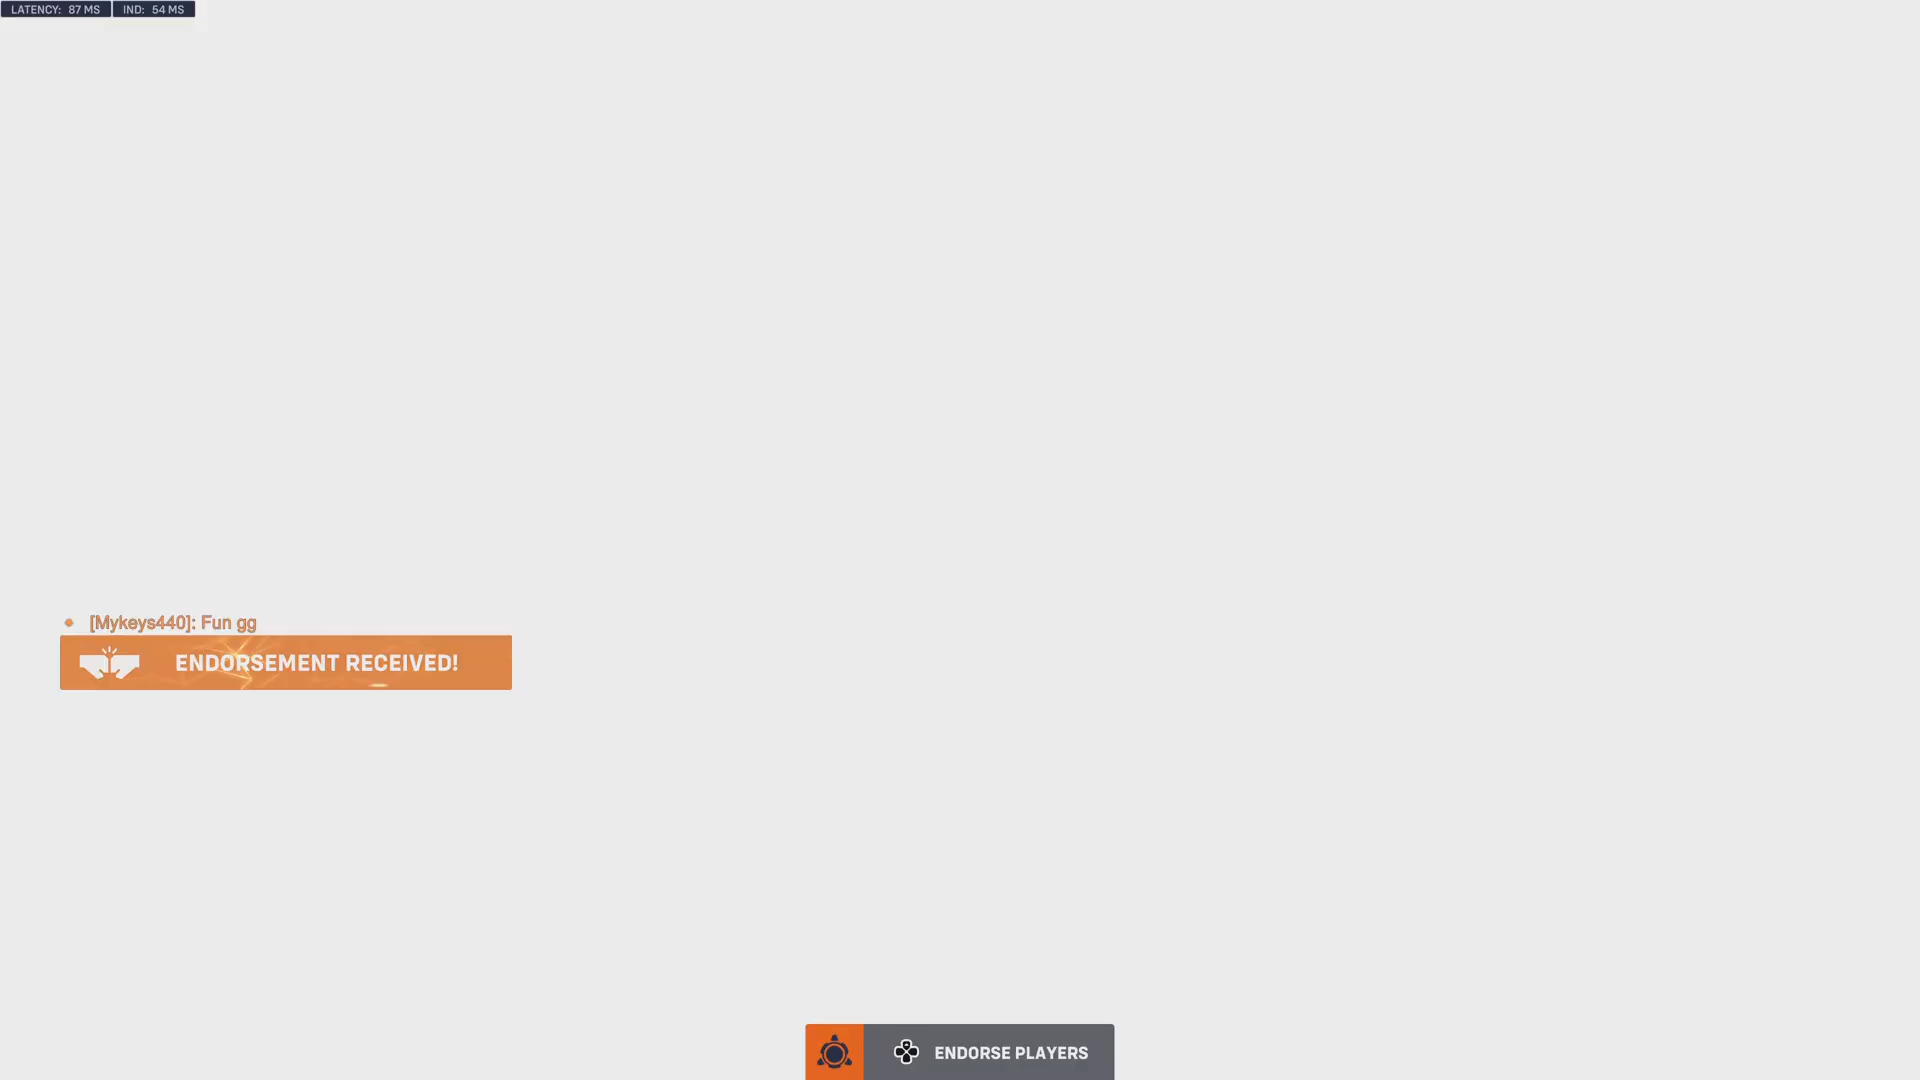 LATENCY: 87 MS IND: 54 MS
[Mykeys440]: Fun gg
ENDORSEMENT RECEIVED!
ENDORSE PLAYERS